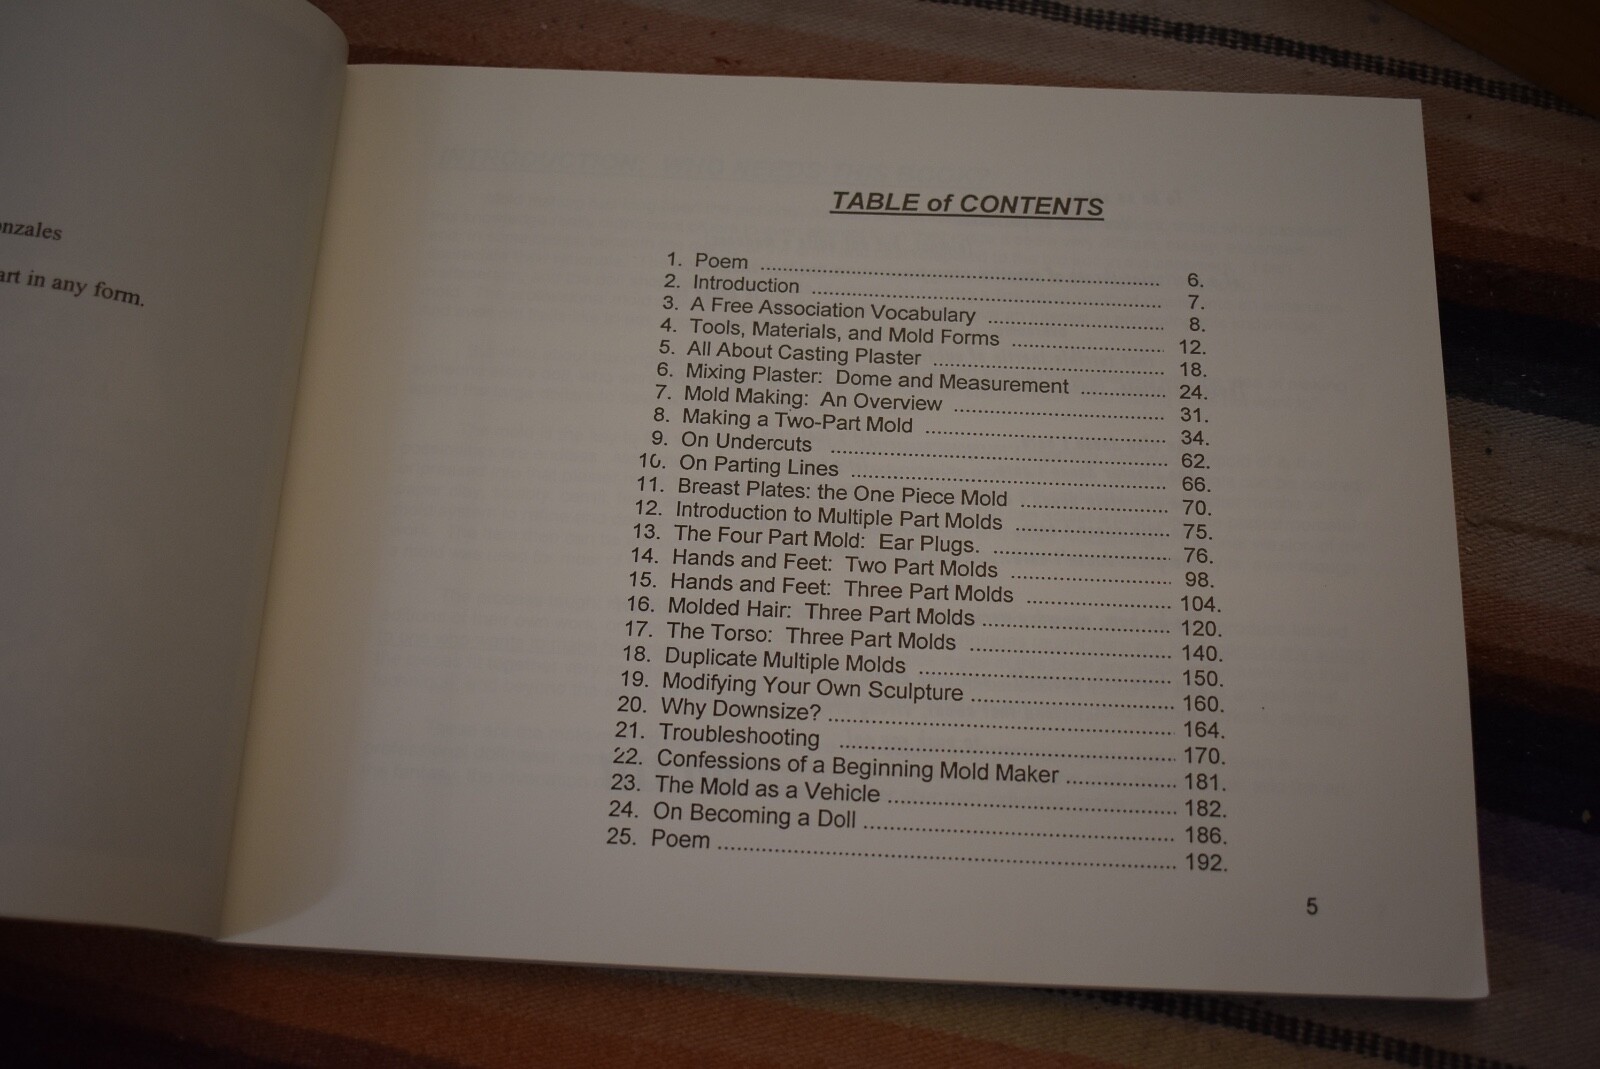 nzales
art in any form.
TABLE of CONTENTS
1. Poem ........................................ 6.
2. Introduction ........................................ 7.
3. A Free Association Vocabulary .................... 8.
4. Tools, Materials, and Mold Forms .................... 12.
5. All About Casting Plaster .............................. 18.
6. Mixing Plaster: Dome and Measurement .......... 24.
7. Mold Making: An Overview .............................. 31.
8. Making a Two-Part Mold .............................. 34.
9. On Undercuts ........................................ 62.
10. On Parting Lines ........................................ 66.
11. Breast Plates: the One Piece Mold .................... 70.
12. Introduction to Multiple Part Molds .................... 75.
13. The Four Part Mold: Ear Plugs. .................... 76.
14. Hands and Feet: Two Part Molds .................... 98.
15. Hands and Feet: Three Part Molds .................... 104.
16. Molded Hair: Three Part Molds .................... 120.
17. The Torso: Three Part Molds .................... 140.
18. Duplicate Multiple Molds .............................. 150.
19. Modifying Your Own Sculpture .................... 160.
20. Why Downsize? ........................................ 164.
21. Troubleshooting ........................................ 170.
22. Confessions of a Beginning Mold Maker .......... 181.
23. The Mold as a Vehicle .............................. 182.
24. On Becoming a Doll .............................. 186.
25. Poem ........................................ 192.
5